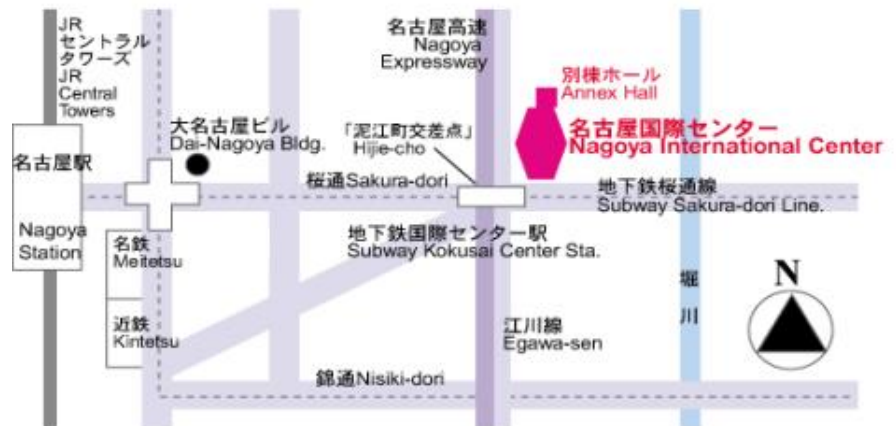 JR
セントラル
タワーズ
JR
Central
Towers
名古屋高速
Nagoya
Expressway
別棟ホール
Annex Hall
大名古屋ビル
Dai-Nagoya Bldg.
「泥江町交差点」
Hijie-cho
名古屋国際センター
Nagoya International Center
名古屋駅
桜通Sakura-dori
地下鉄桜通線
Subway Sakura-dori Line.
Nagoya
Station
名鉄
Meitetsu
地下鉄国際センター駅
Subway Kokusai Center Sta.
堀
川
N
近鉄
Kintetsu
江川線
Egawa-sen
錦通Nisiki-dori